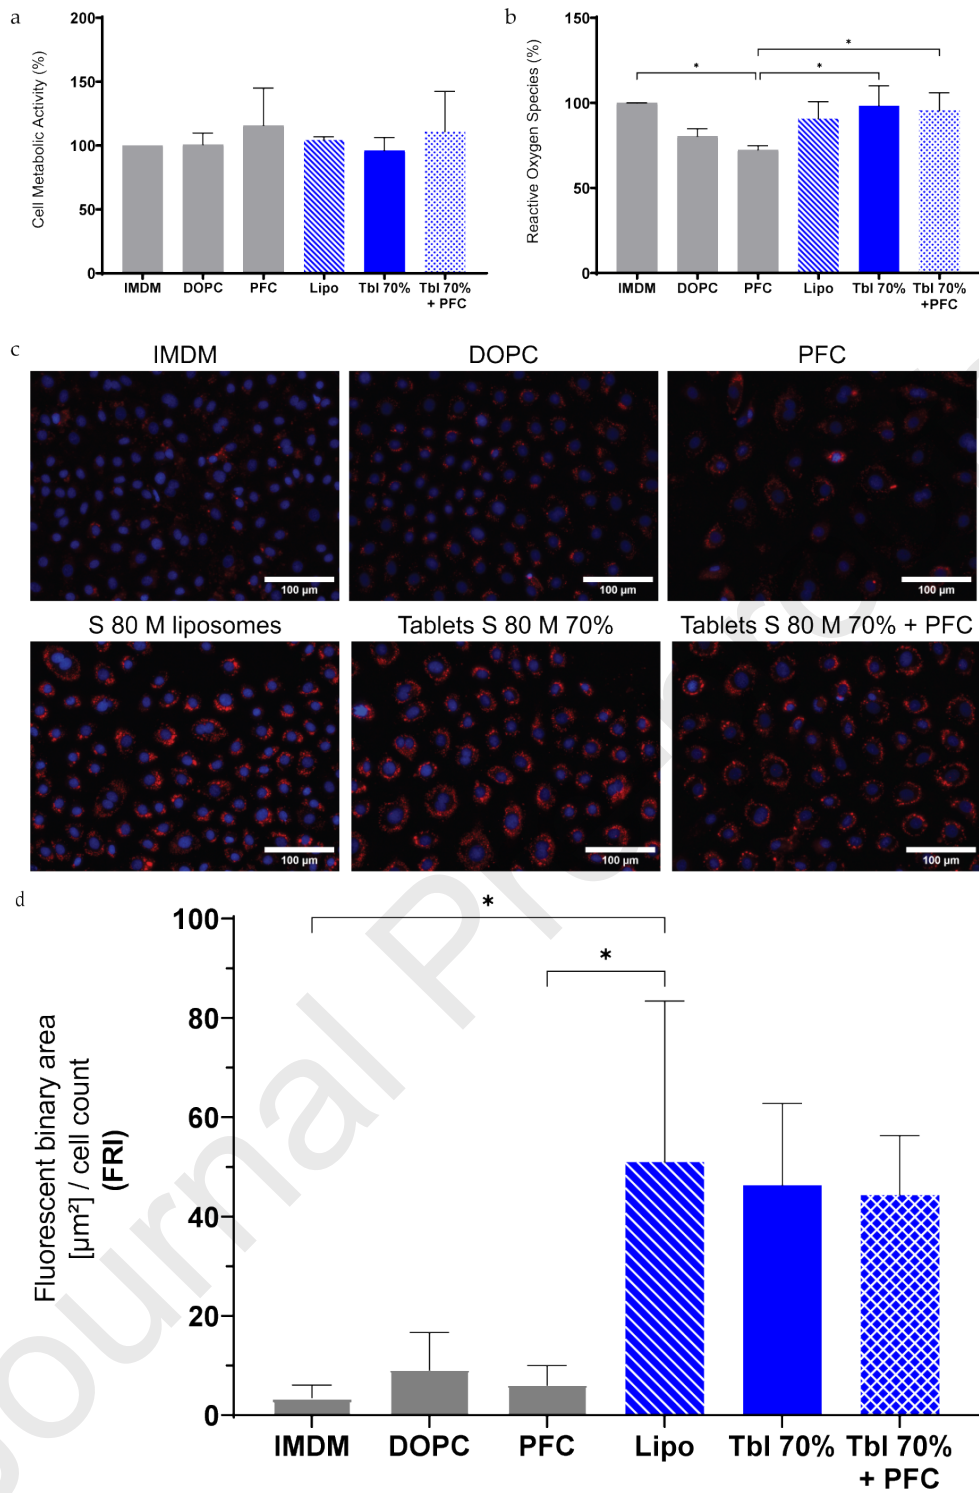 a
200
150
100
50
0
Cell Metabolic Activity (%)
IMDM DOPC PFC Lipo Tbl 70% Tbl 70%
+ PFC
b
150
100
50
0
Reactive Oxygen Species (%)
* * *
IMDM DOPC PFC Lipo Tbl 70% Tbl 70%
+PFC
c
IMDM DOPC PFC
100 µm 100 µm 100 µm
S 80 M liposomes Tablets S 80 M 70% Tablets S 80 M 70% + PFC
100 µm 100 µm 100 µm
d
100
80
60
40
20
0
Fluorescent binary area
[µm²] / cell count
(FRI)
*
*
IMDM DOPC PFC Lipo Tbl 70% Tbl 70%
+ PFC
Journal Pre-proof